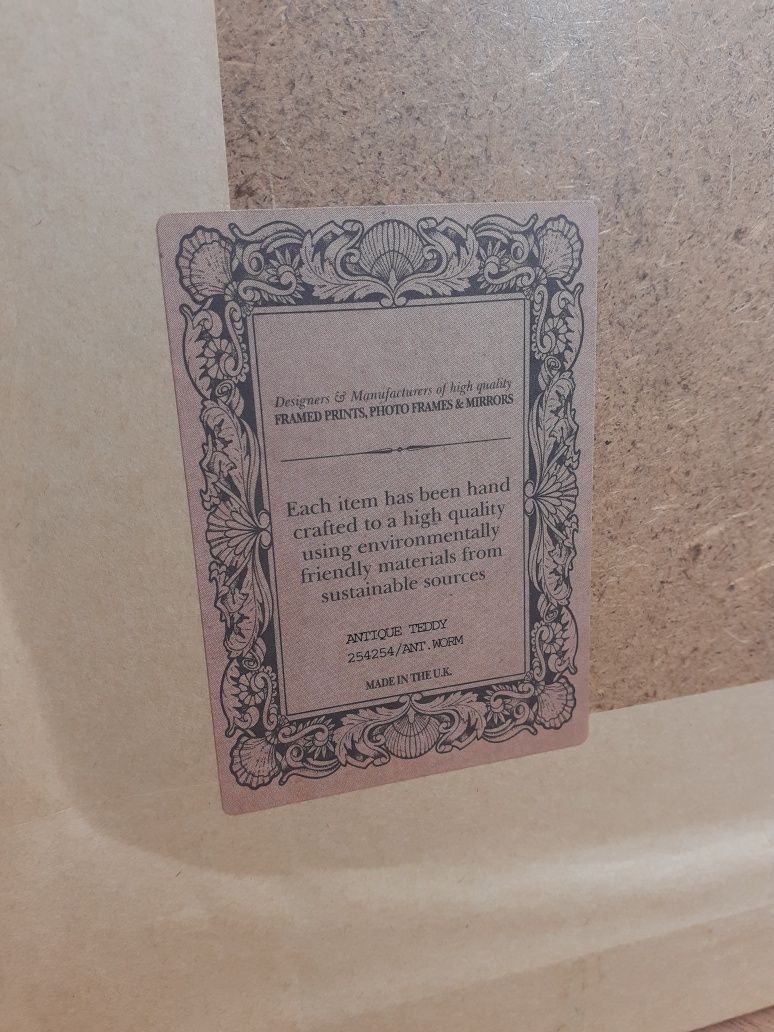 Designers & Manufacturers of high quality
FRAMED PRINTS, PHOTO FRAMES & MIRRORS
Each item has been hand
crafted to a high quality
using environmentally
friendly materials from
sustainable sources
ANTIQUE TEDDY
254254/ANT.WORM
MADE IN THE U.K.